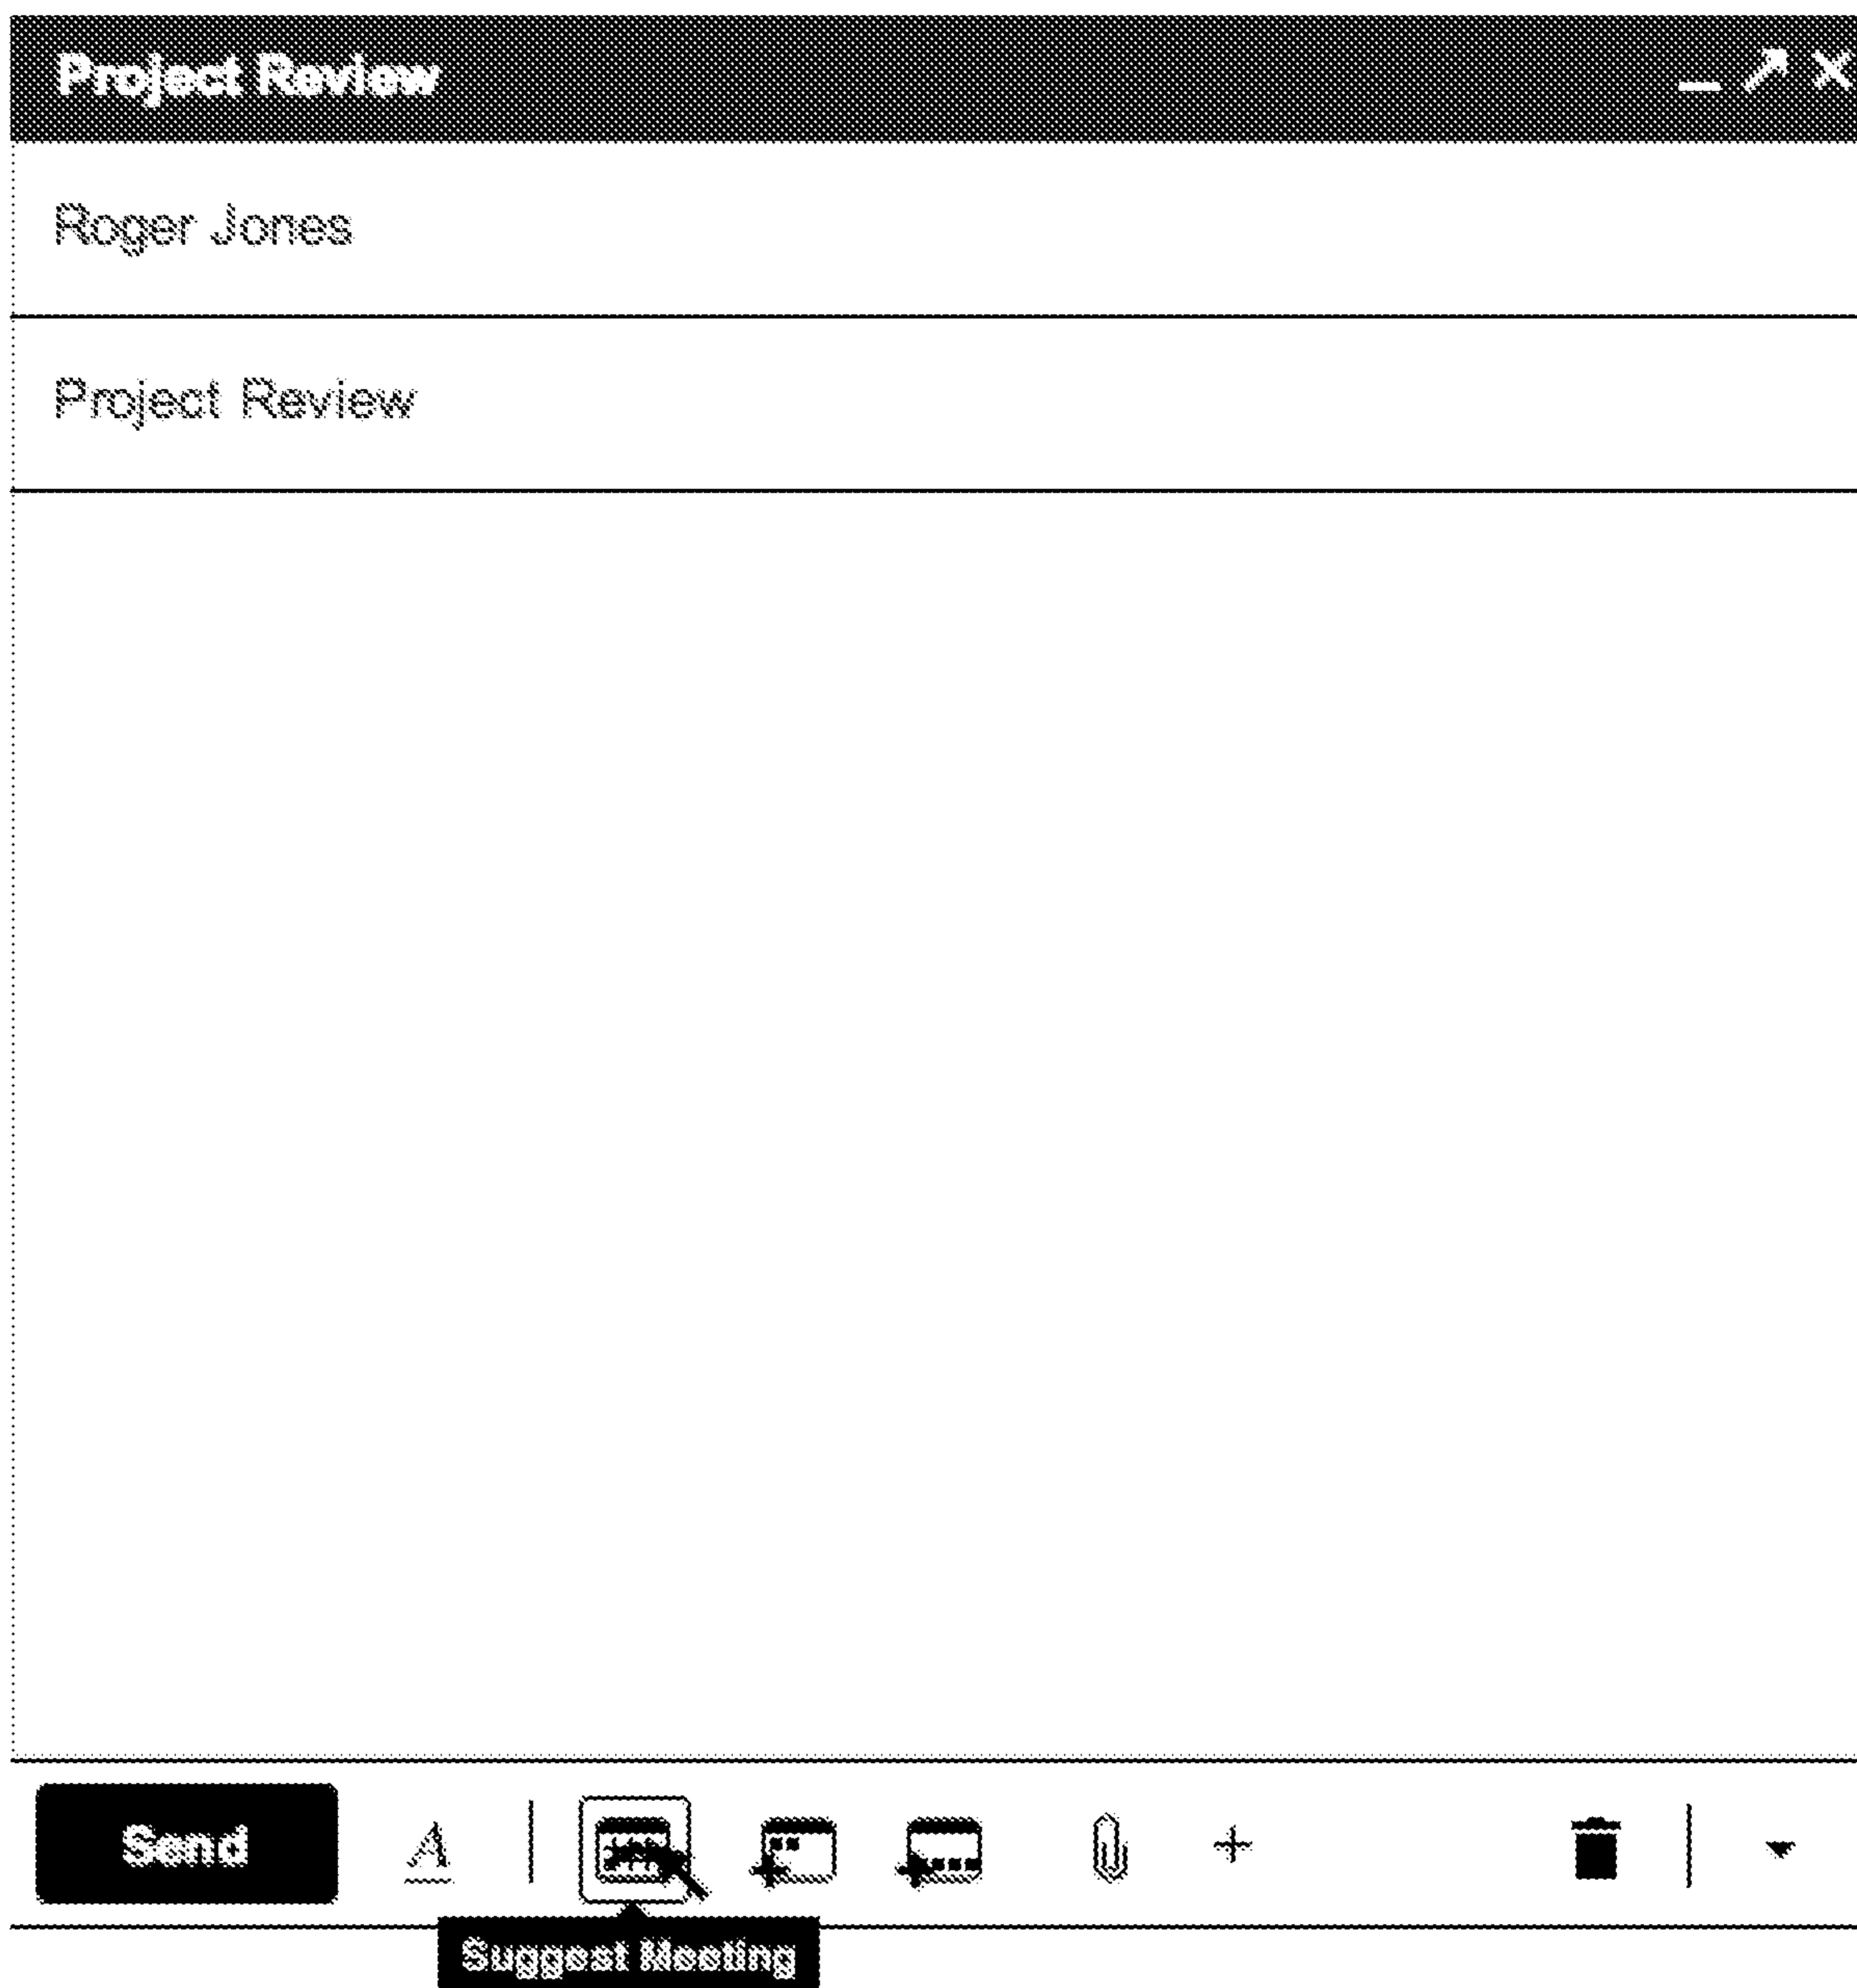 Project Review
Roger Jones
Project Review
Send A
Suggest Meeting